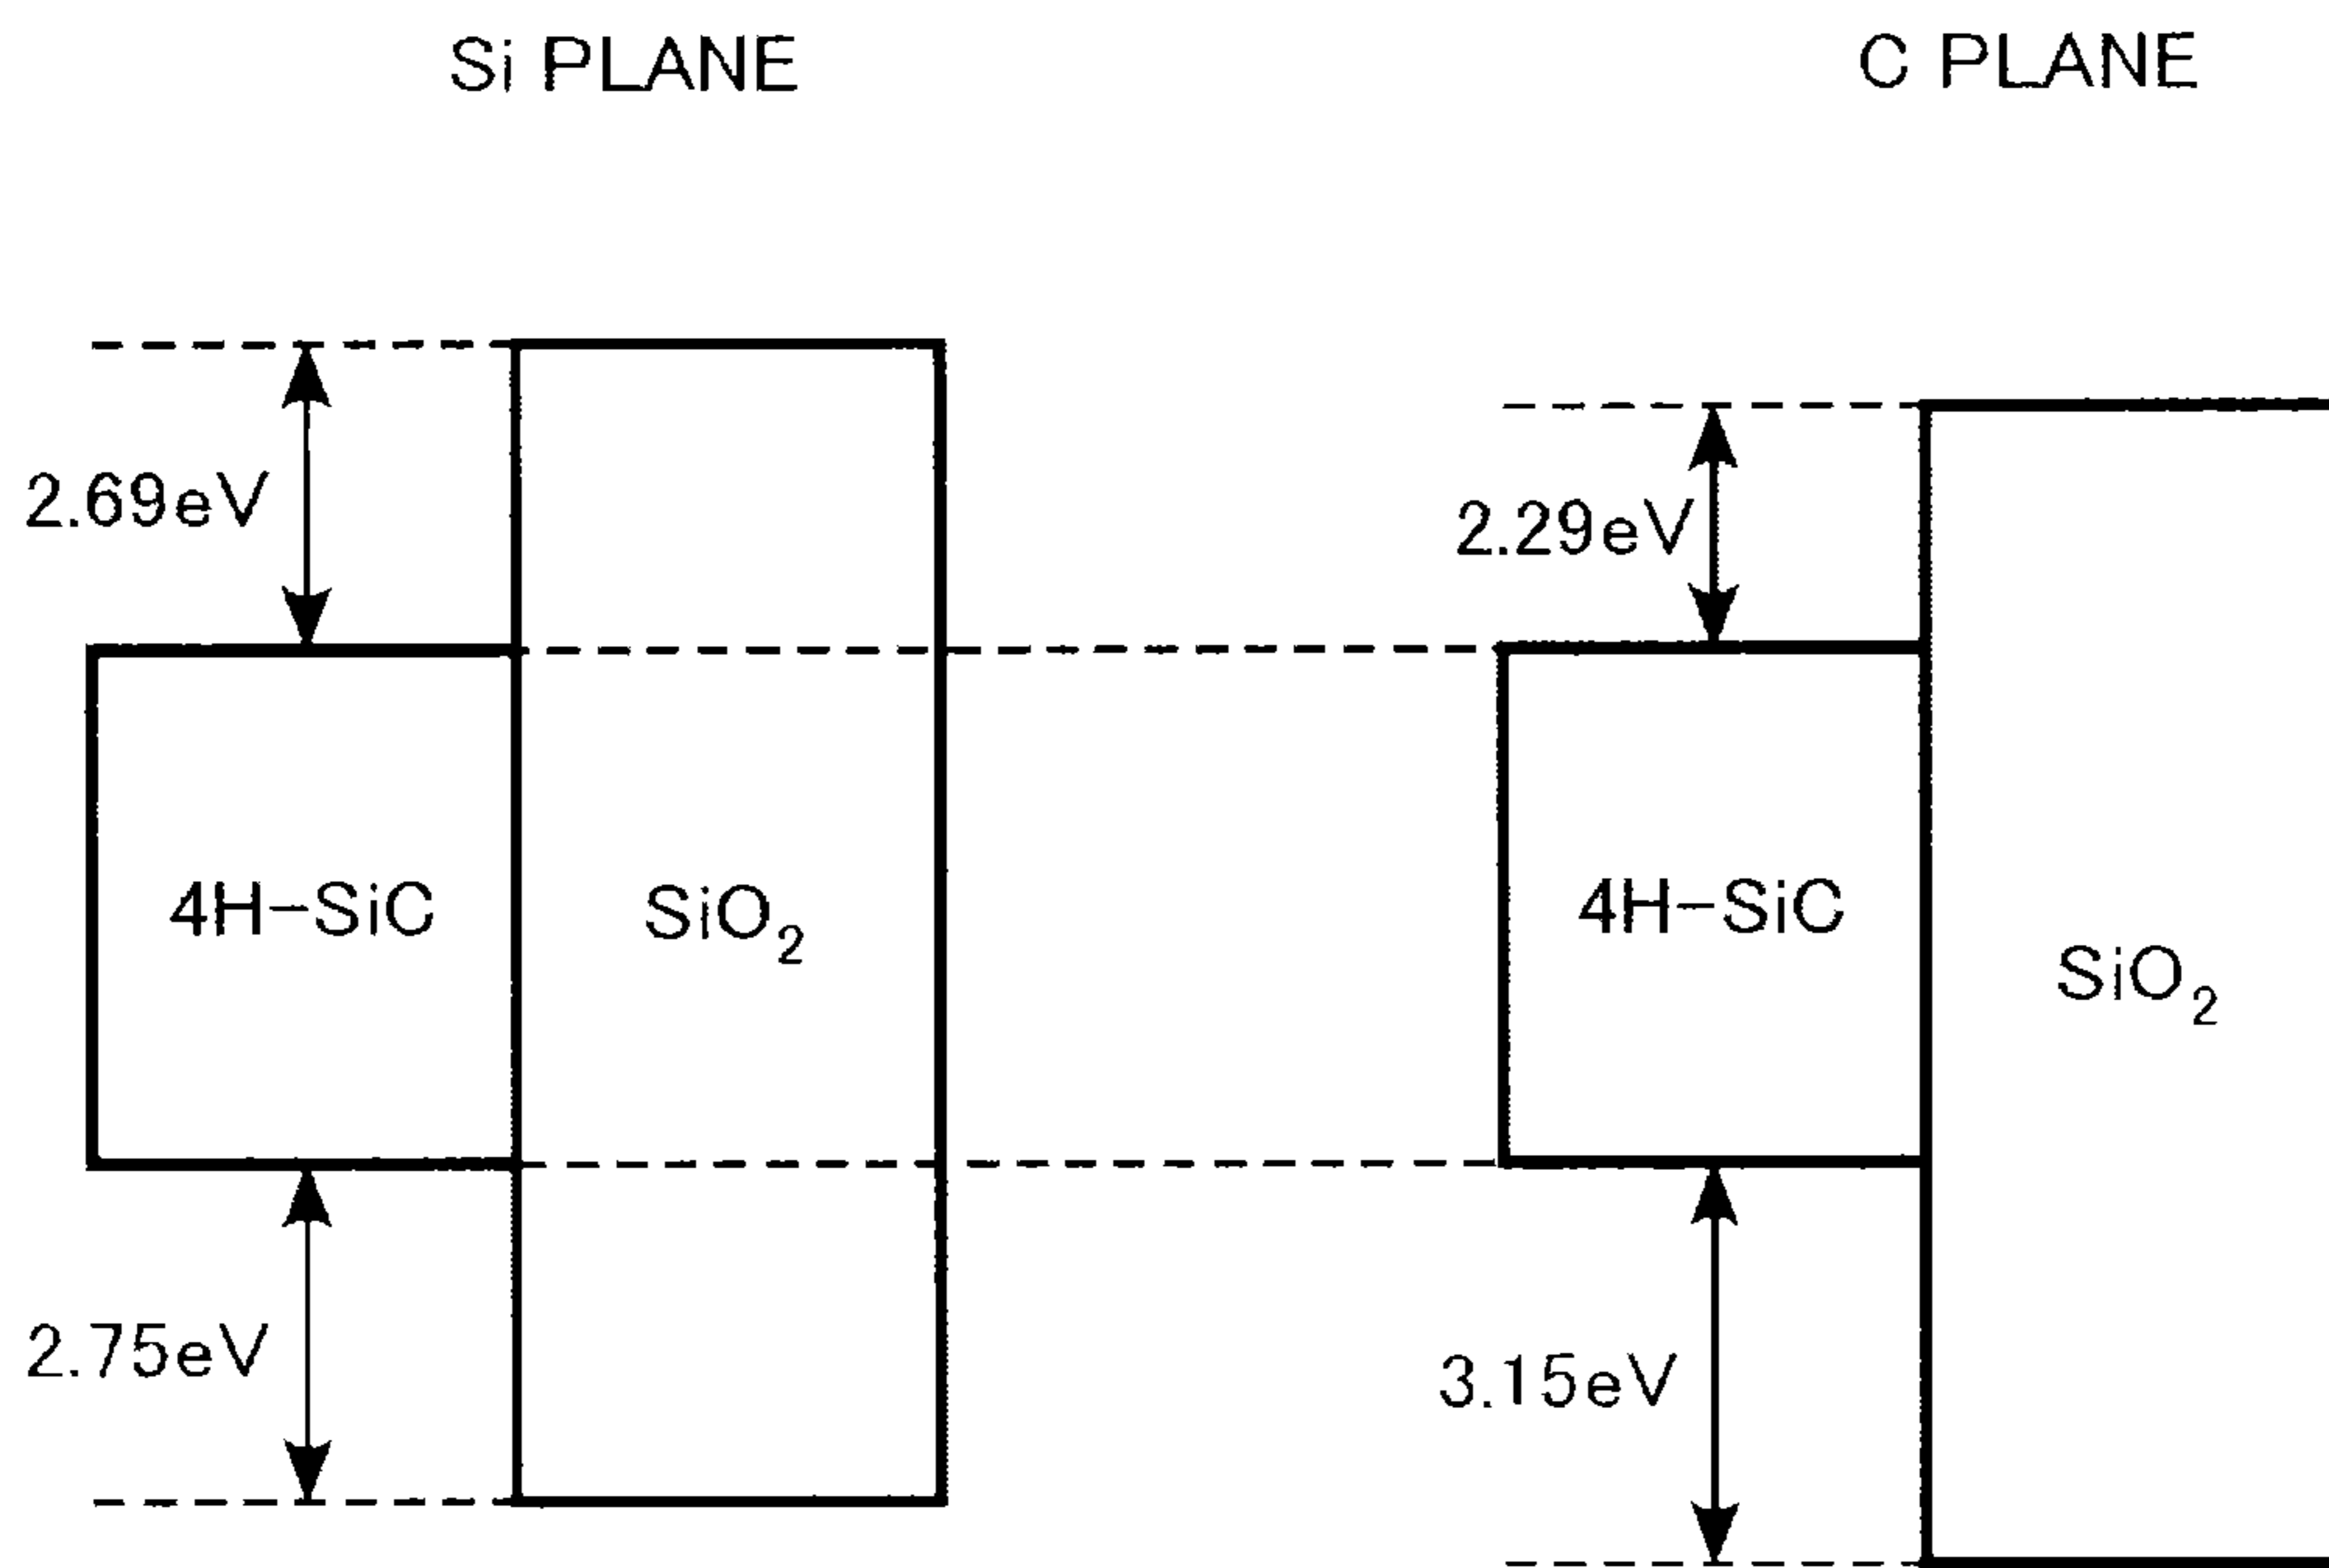 Si PLANE
C PLANE
2.69eV
2.29eV
4H-SiC
SiO₂
4H-SiC
SiO₂
2.75eV
3.15eV